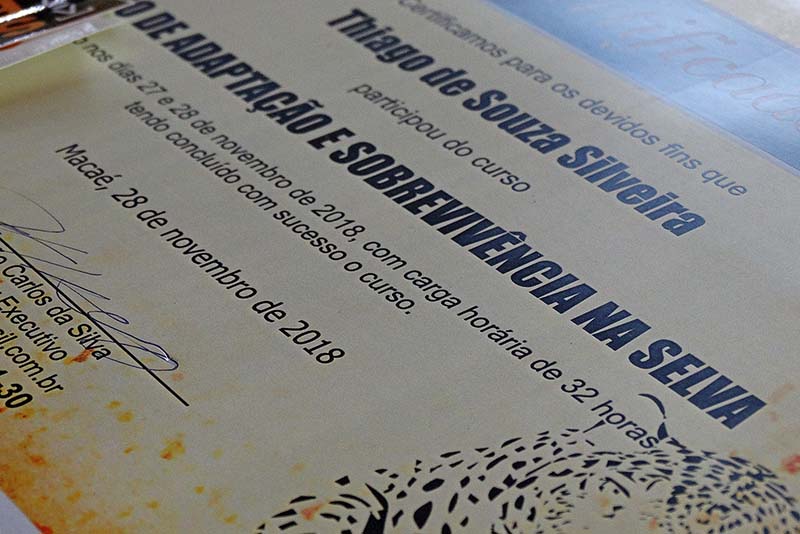 Certificado
Certificamos para os devidos fins que
Thiago de Souza Silveira
participou do curso
O DE ADAPTAÇÃO E SOBREVIVÊNCIA NA SELVA
nos dias 27 e 28 de novembro de 2018, com carga horária de 32 horas
tendo concluído com sucesso o curso.
Macaé, 28 de novembro de 2018
Carlos da Silva
Executivo
sil.com.br